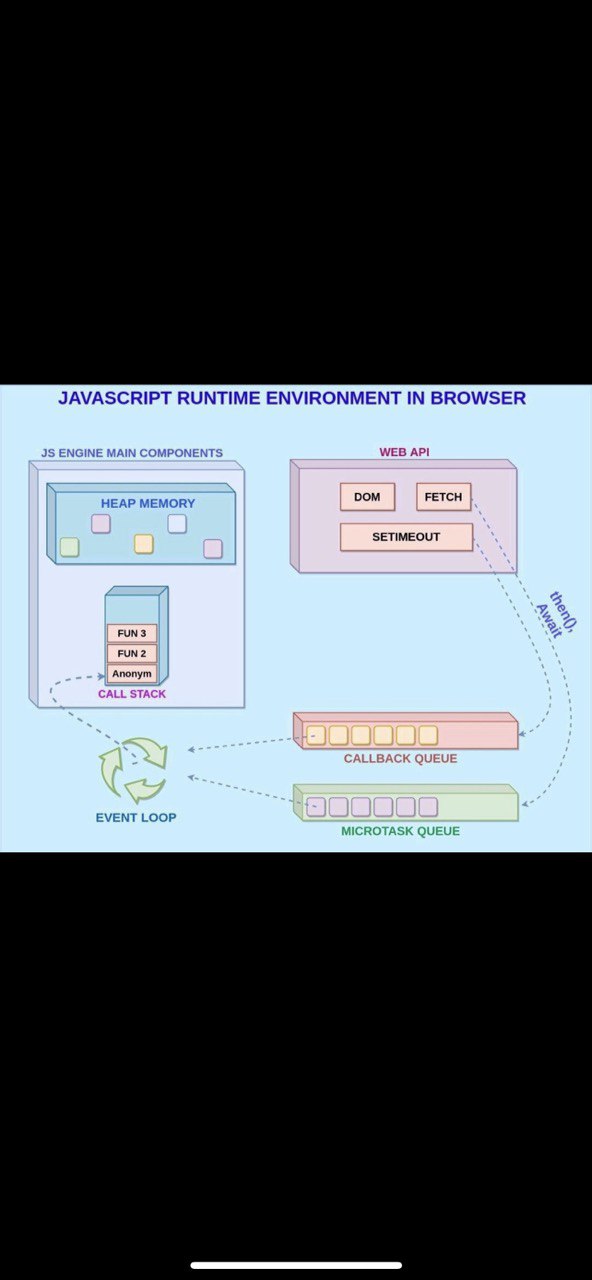 JAVASCRIPT RUNTIME ENVIRONMENT IN BROWSER
JS ENGINE MAIN COMPONENTS
HEAP MEMORY
FUN 3
FUN 2
Anonym
CALL STACK
WEB API
DOM
FETCH
SETIMEOUT
then(),
Await
CALLBACK QUEUE
MICROTASK QUEUE
EVENT LOOP